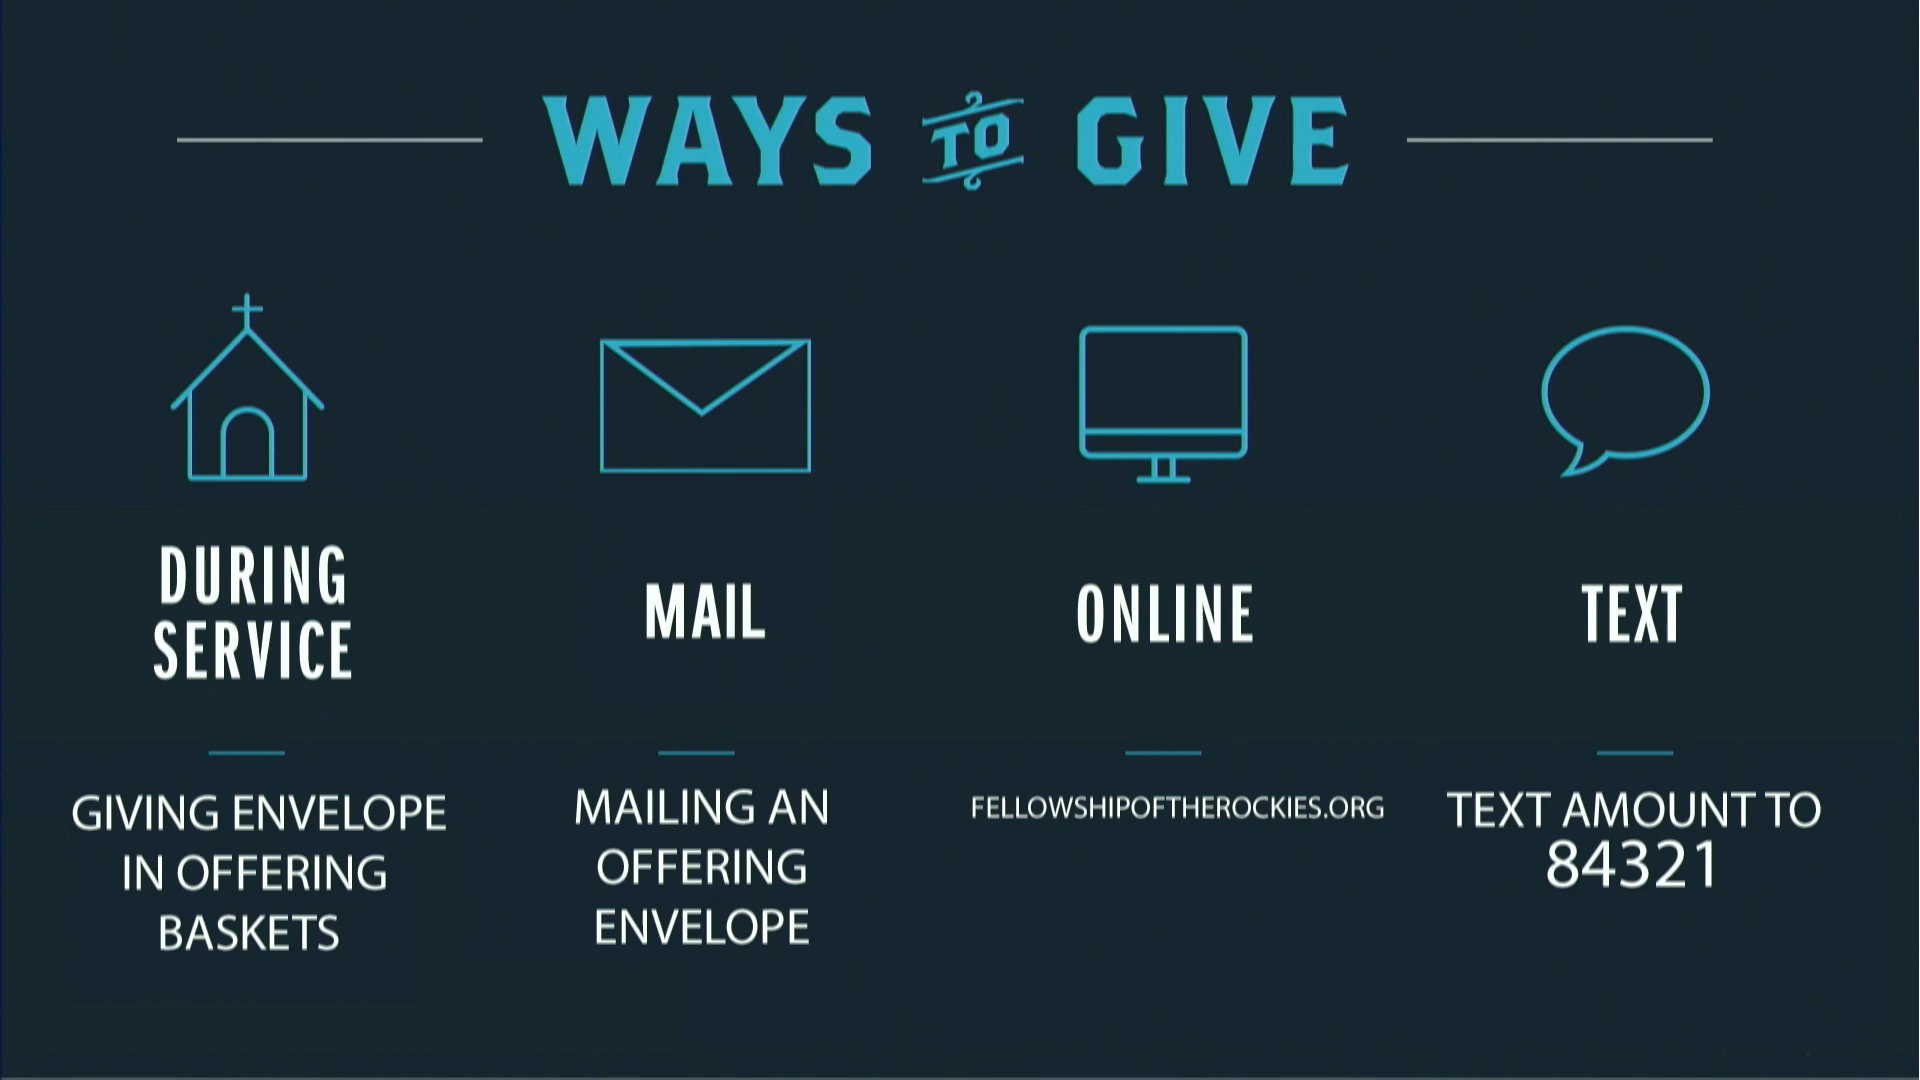 WAYS TO GIVE
DURING
SERVICE
GIVING ENVELOPE
IN OFFERING
BASKETS
MAIL
MAILING AN
OFFERING
ENVELOPE
ONLINE
FELLOWSHIPOFTHEROCKIES.ORG
TEXT
TEXT AMOUNT TO
84321